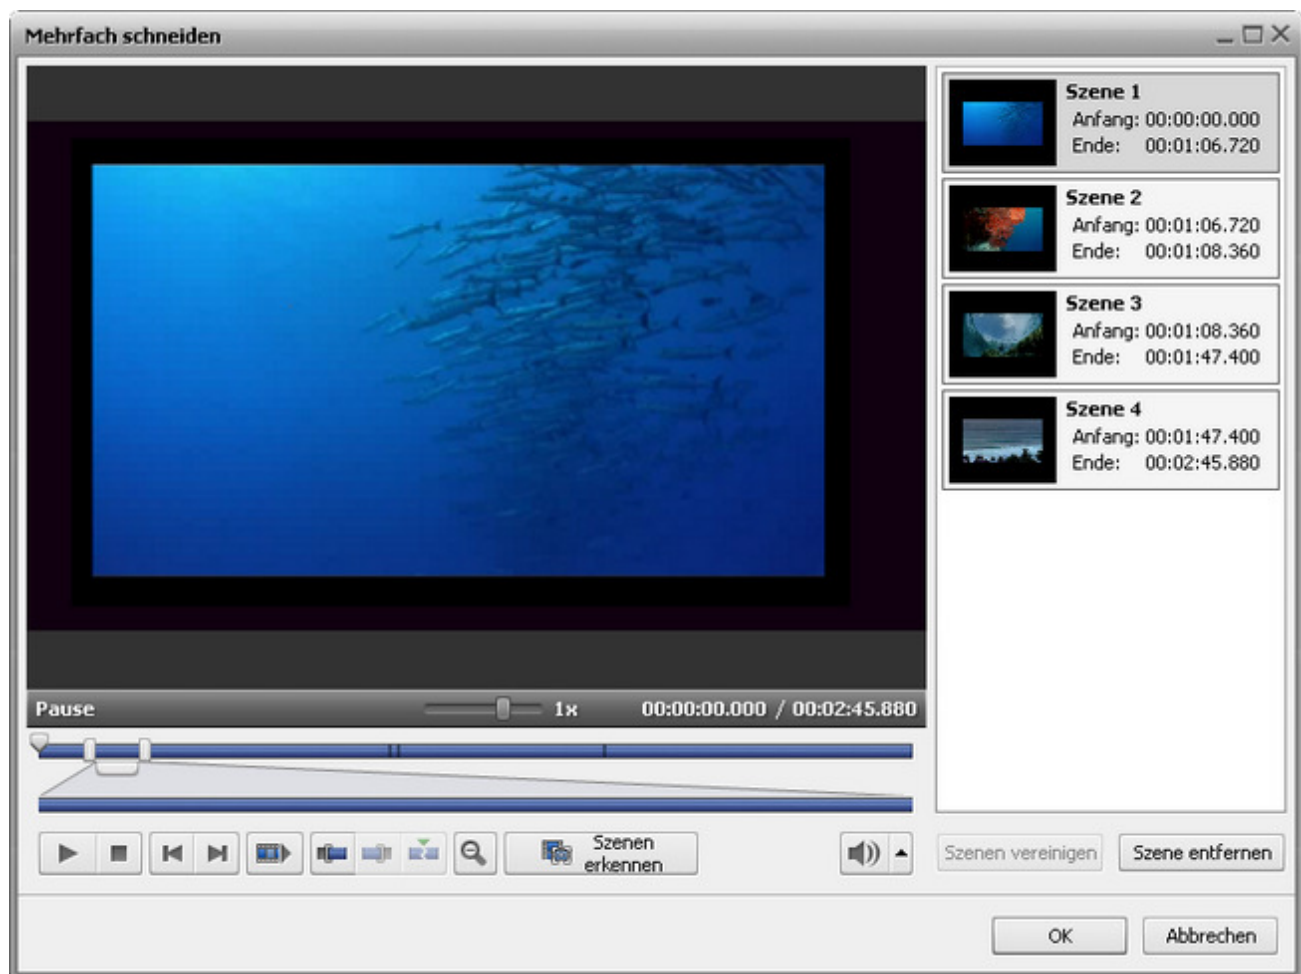 Mehrfach schneiden
Szene 1
Anfang: 00:00:00.000
Ende: 00:01:06.720
Szene 2
Anfang: 00:01:06.720
Ende: 00:01:08.360
Szene 3
Anfang: 00:01:08.360
Ende: 00:01:47.400
Szene 4
Anfang: 00:01:47.400
Ende: 00:02:45.880
Pause 1x 00:00:00.000 / 00:02:45.880
Szenen
erkennen
Szenen vereinigen Szene entfernen
OK Abbrechen